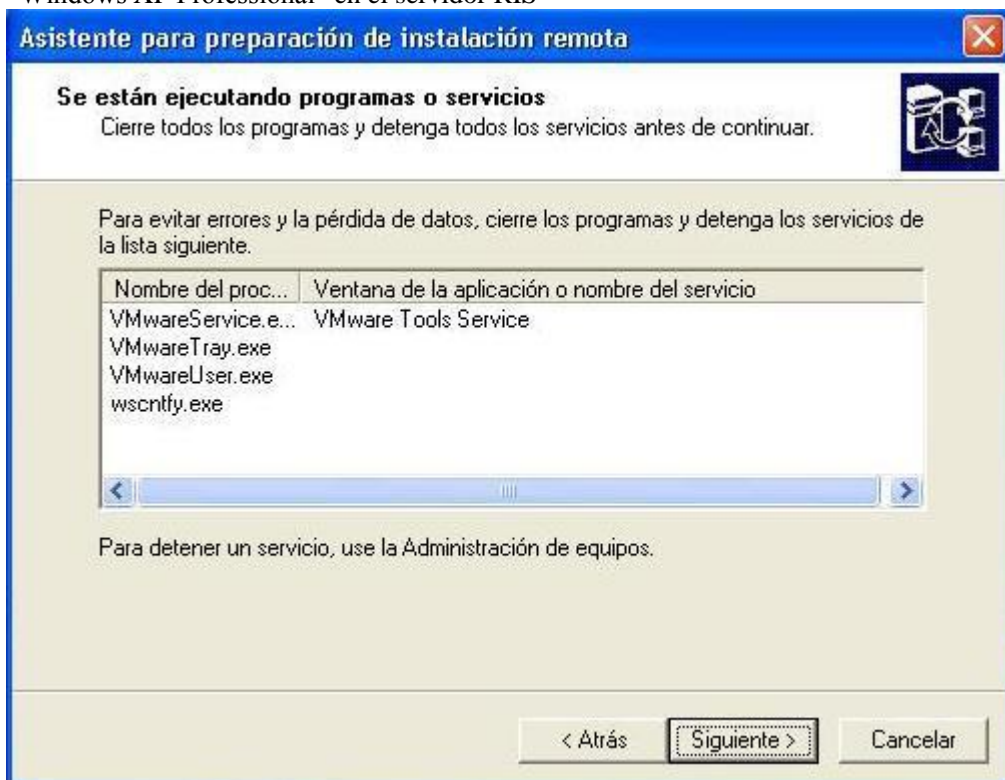 "Windows XP Professional" en el servidor RIS
Asistente para preparación de instalación remota
Se están ejecutando programas o servicios
Cierre todos los programas y detenga todos los servicios antes de continuar.
Para evitar errores y la pérdida de datos, cierre los programas y detenga los servicios de
la lista siguiente.
Nombre del proc... Ventana de la aplicación o nombre del servicio
VMwareService.e... VMware Tools Service
VMwareTray.exe
VMwareUser.exe
wscntfy.exe
Para detener un servicio, use la Administración de equipos.
< Atrás Siguiente > Cancelar